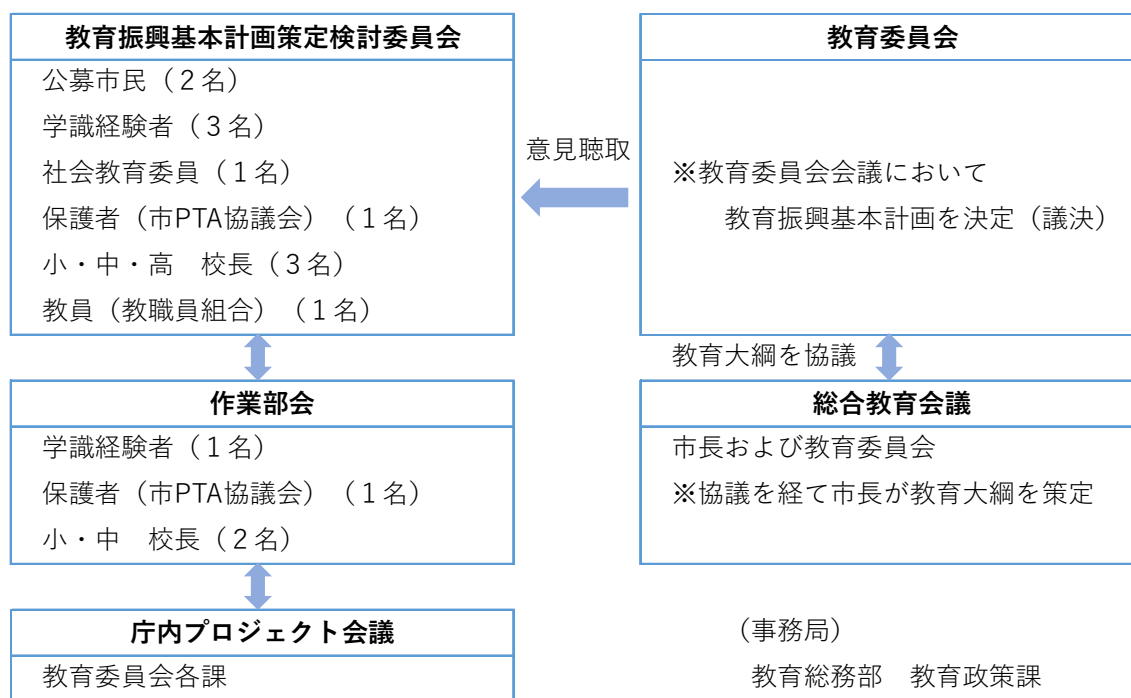 教育振興基本計画策定検討委員会
公募市民（２名）
学識経験者（３名）
社会教育委員（１名）
保護者（市PTA協議会）（１名）
小・中・高　校長（３名）
教員（教職員組合）（１名）
意見聴取
教育委員会
※教育委員会会議において
教育振興基本計画を決定（議決）
教育大綱を協議
作業部会
学識経験者（１名）
保護者（市PTA協議会）（１名）
小・中　校長（２名）
総合教育会議
市長および教育委員会
※協議を経て市長が教育大綱を策定
庁内プロジェクト会議
教育委員会各課
（事務局）
教育総務部　教育政策課